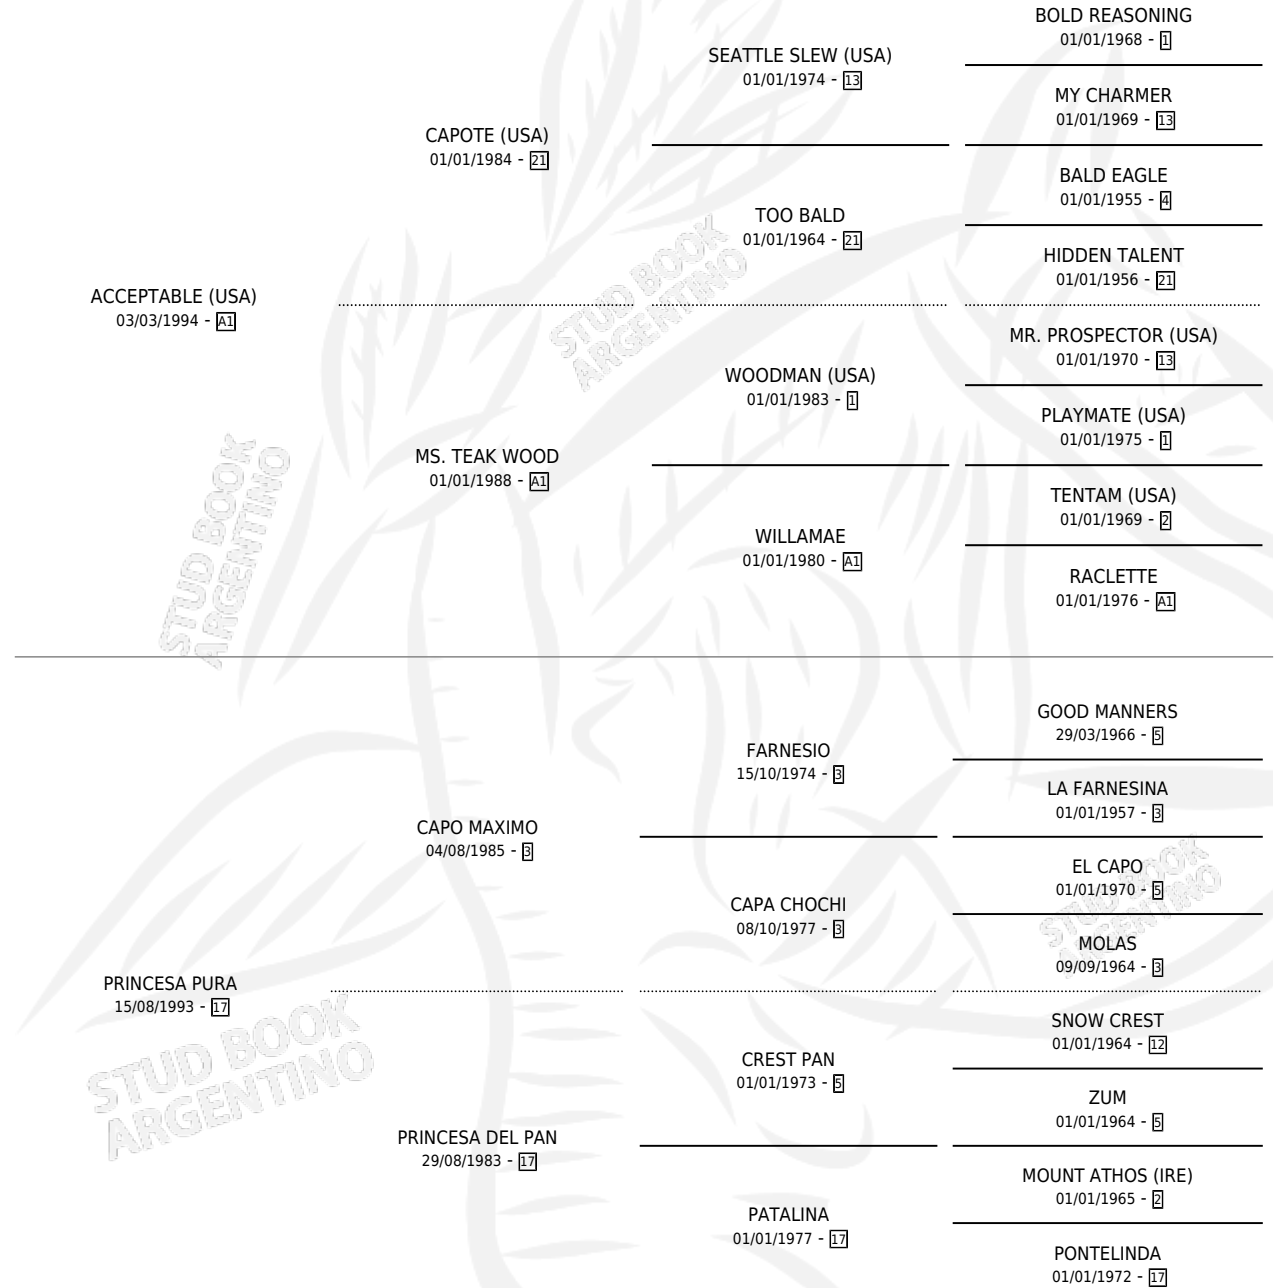 BOLD REASONING
01/01/1968 - 1
SEATTLE SLEW (USA)
01/01/1974 - 13
MY CHARMER
01/01/1969 - 13
CAPOTE (USA)
01/01/1984 - 21
BALD EAGLE
01/01/1955 - 4
TOO BALD
01/01/1964 - 21
HIDDEN TALENT
01/01/1956 - 21
ACCEPTABLE (USA)
03/03/1994 - A1
STUD BOOK
ARGENTINO
MR. PROSPECTOR (USA)
01/01/1970 - 13
WOODMAN (USA)
01/01/1983 - 1
PLAYMATE (USA)
01/01/1975 - 1
MS. TEAK WOOD
01/01/1988 - A1
TENTAM (USA)
01/01/1969 - 2
WILLAMAE
01/01/1980 - A1
RACLETTE
01/01/1976 - A1
STUD BOOK
ARGENTINO
GOOD MANNERS
29/03/1966 - 5
FARNESIO
15/10/1974 - 3
LA FARNESINA
01/01/1957 - 3
CAPO MAXIMO
04/08/1985 - 3
EL CAPO
01/01/1970 - 5
CAPA CHOCHI
08/10/1977 - 3
MOLAS
09/09/1964 - 3
STUD BOOK
ARGENTINO
PRINCESA PURA
15/08/1993 - 17
SNOW CREST
01/01/1964 - 12
CREST PAN
01/01/1973 - 5
ZUM
01/01/1964 - 5
STUD BOOK
ARGENTINO
PRINCESA DEL PAN
29/08/1983 - 17
MOUNT ATHOS (IRE)
01/01/1965 - 2
PATALINA
01/01/1977 - 17
PONTELINDA
01/01/1972 - 17